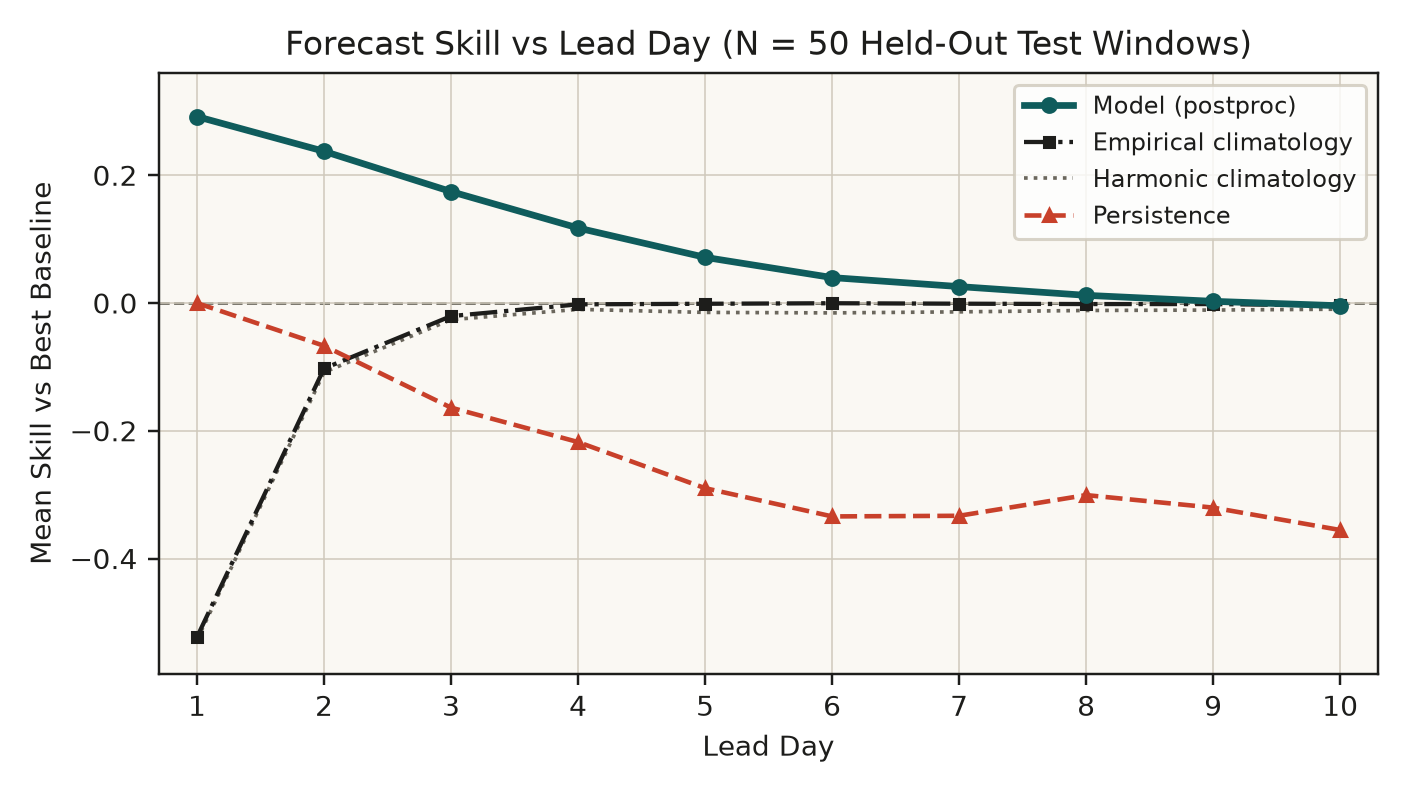 Forecast Skill vs Lead Day (N = 50 Held-Out Test Windows)
Model (postproc)
Empirical climatology
Harmonic climatology
Persistence
Mean Skill vs Best Baseline
0.2
0.0
−0.2
−0.4
1 2 3 4 5 6 7 8 9 10
Lead Day